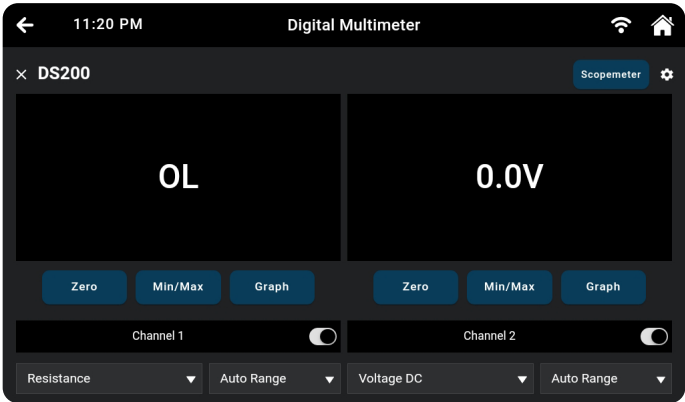 11:20 PM Digital Multimeter
DS200 Scopemeter
OL 0.0V
Zero Min/Max Graph Zero Min/Max Graph
Channel 1 Channel 2
Resistance Auto Range Voltage DC Auto Range